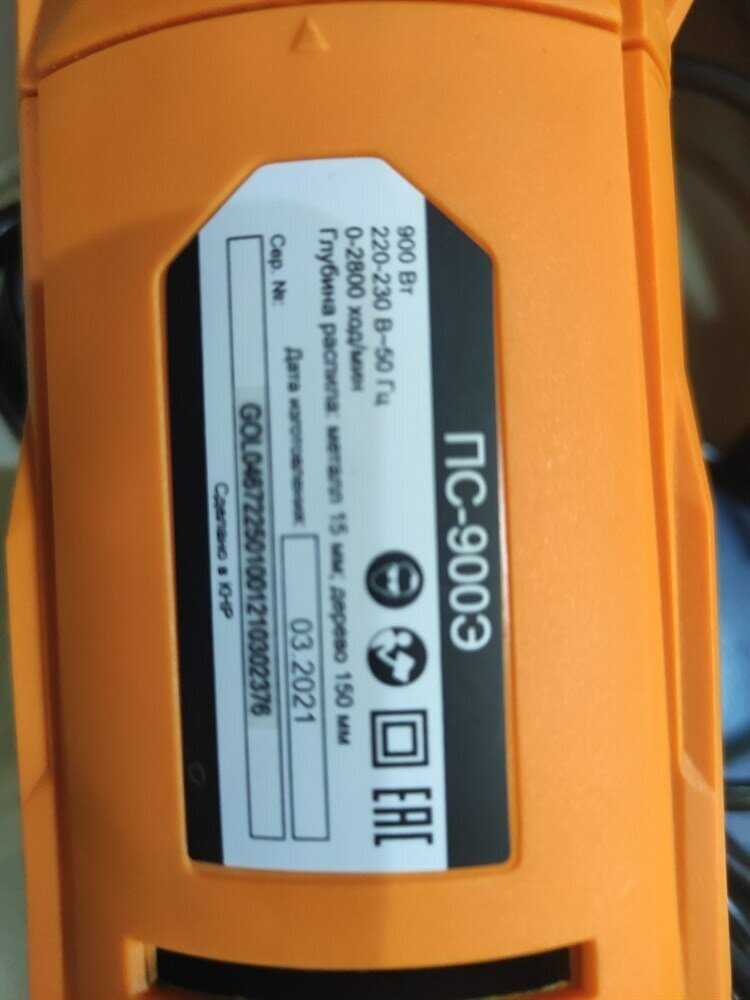 ПС-900Э
900 Вт
220-230 В~50 Гц
0-2800 ход/мин
Глубина распила: металл 15 мм; дерево 150 мм
EAC
Дата изготовления: 03.2021
Сер. №:
GOL046722501001210302376
Сделано в КНР